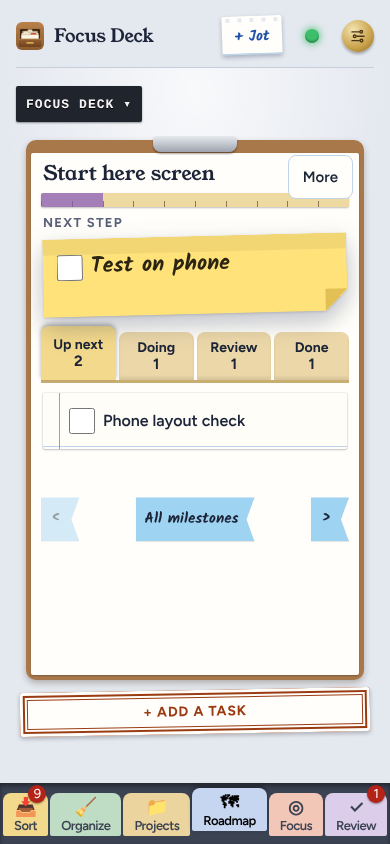 Focus Deck
+ Jot
FOCUS DECK ▾
Start here screen
More
NEXT STEP
Test on phone
Up next
2
Doing
1
Review
1
Done
1
Phone layout check
<
All milestones
>
+ ADD A TASK
9
Sort
Organize
Projects
Roadmap
Focus
1
Review